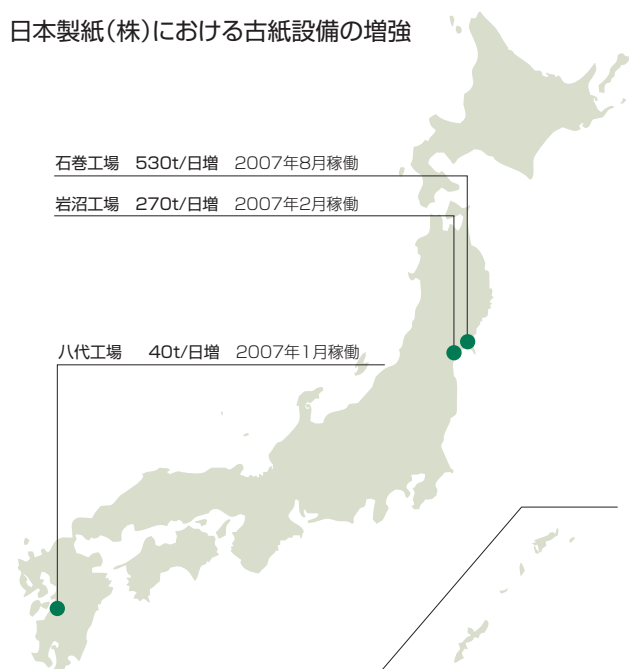 日本製紙(株)における古紙設備の増強
石巻工場 530t/日増 2007年8月稼働
岩沼工場 270t/日増 2007年2月稼働
八代工場 40t/日増 2007年1月稼働